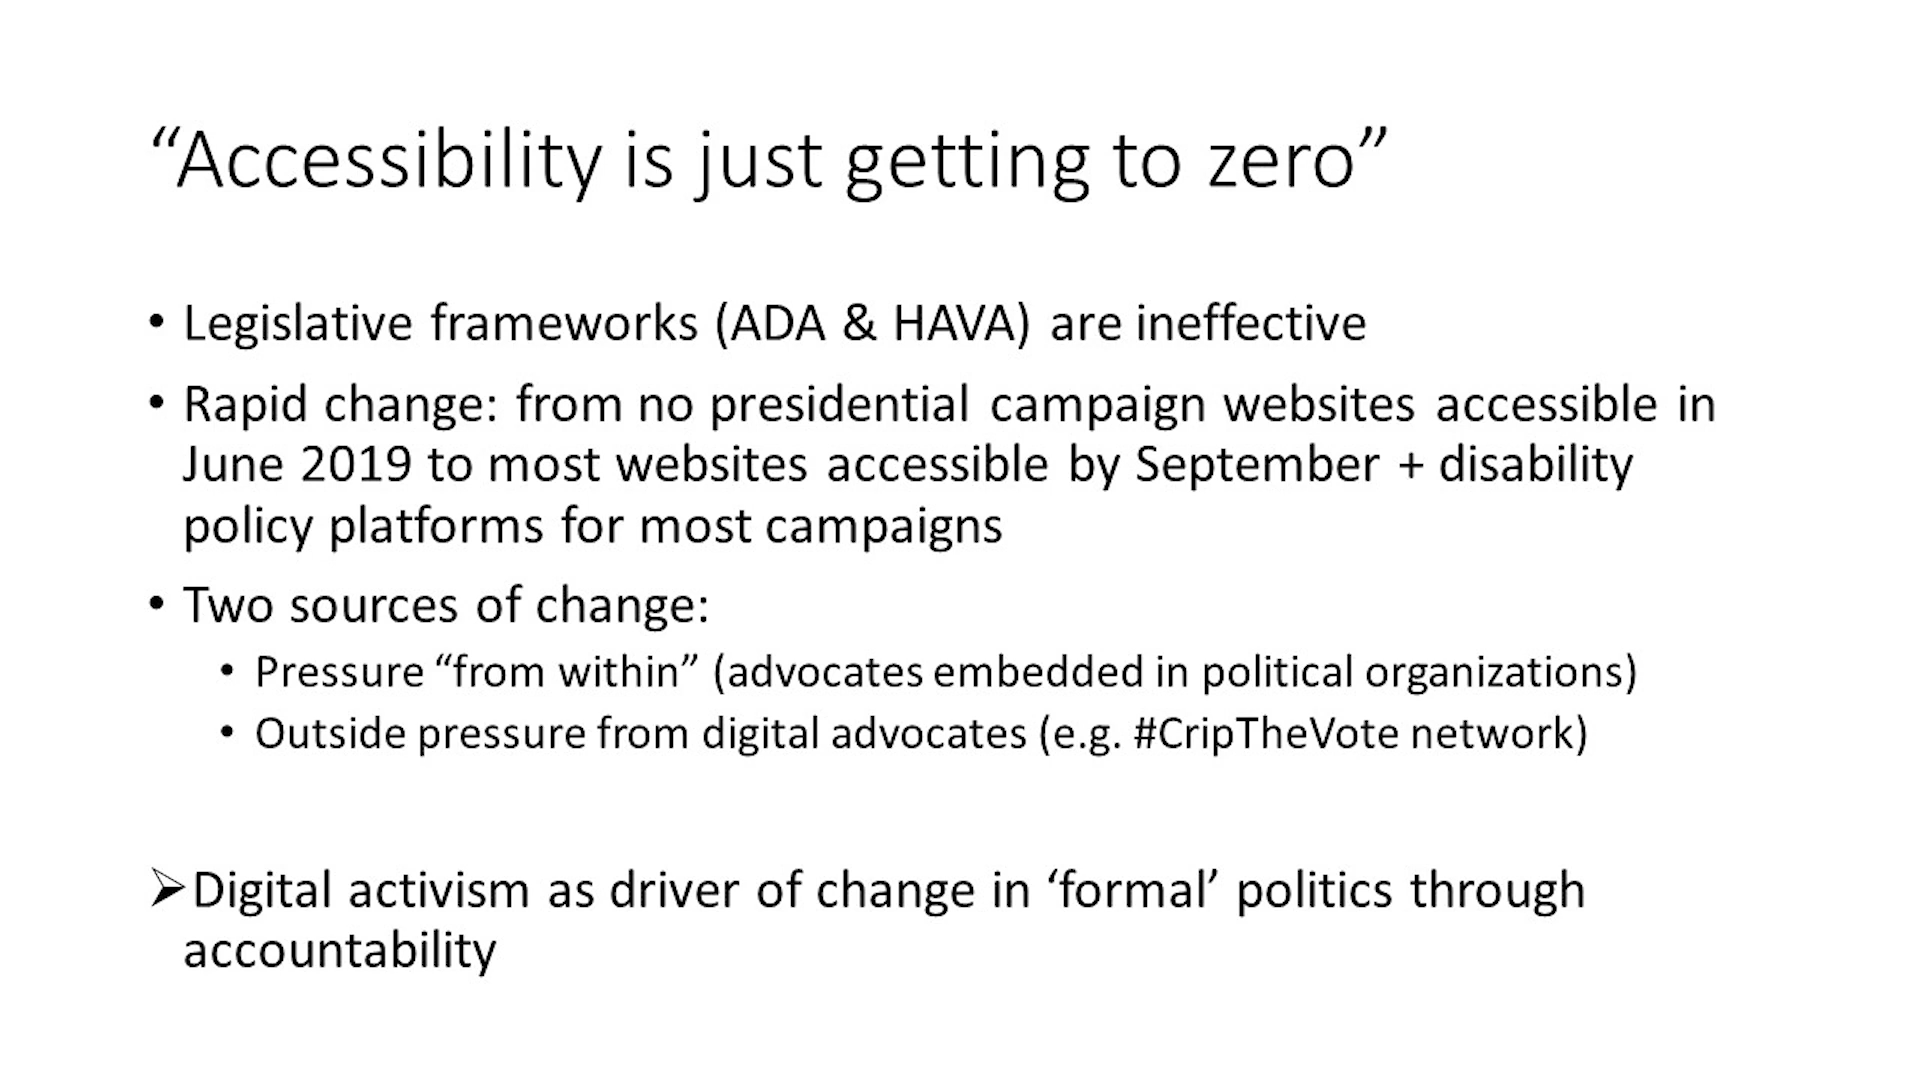 “Accessibility is just getting to zero”
• Legislative frameworks (ADA & HAVA) are ineffective
• Rapid change: from no presidential campaign websites accessible in
June 2019 to most websites accessible by September + disability
policy platforms for most campaigns
• Two sources of change:
• Pressure “from within” (advocates embedded in political organizations)
• Outside pressure from digital advocates (e.g. #CripTheVote network)
➢Digital activism as driver of change in ‘formal’ politics through
accountability